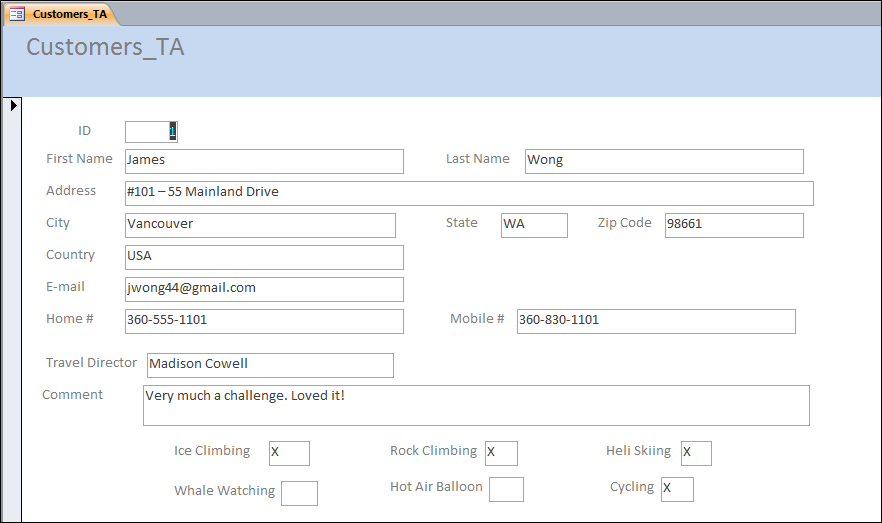 Customers_TA
Customers_TA
ID 1
First Name James Last Name Wong
Address #101 – 55 Mainland Drive
City Vancouver State WA Zip Code 98661
Country USA
E-mail jwong44@gmail.com
Home # 360-555-1101 Mobile # 360-830-1101
Travel Director Madison Cowell
Comment Very much a challenge. Loved it!
Ice Climbing X Rock Climbing X Heli Skiing X
Whale Watching Hot Air Balloon Cycling X